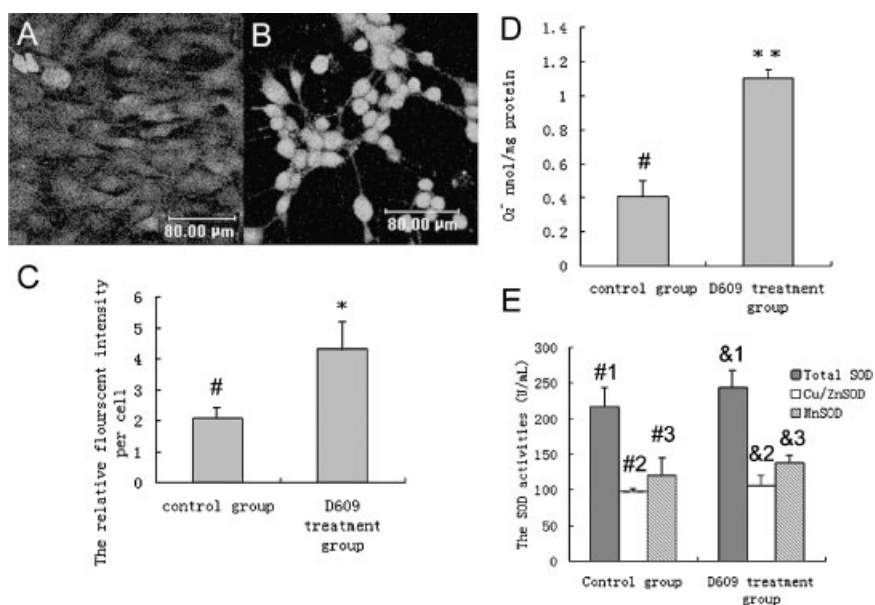 A
80.00 µm
B
80.00 µm
C
The relative flourscent intensity
per cell
6
5
4
3
2
1
0
#
*
control group
D609
treatment
group
D
O₂⁻ nmol/mg protein
1.4
1.2
1
0.8
0.6
0.4
0.2
0
#
**
control group
D609 treatment
group
E
The SOD activities (U/mL)
300
250
200
150
100
50
0
#1
#2
#3
&1
&2
&3
Total SOD
Cu/ZnSOD
MnSOD
Control group
D609 treatment
group